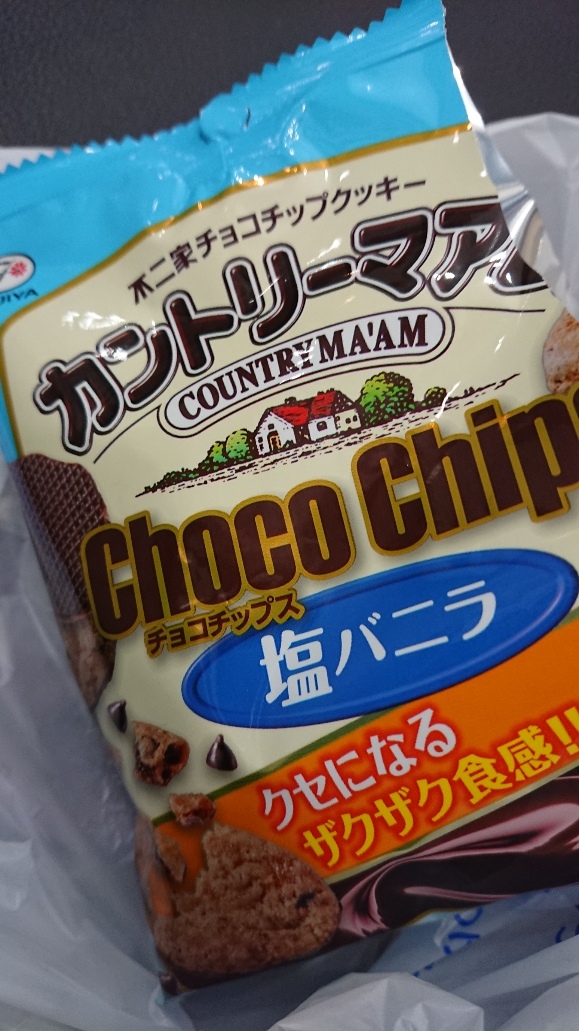 不二家チョコチップクッキー
カントリーマアム
COUNTRY MA'AM
Choco Chips
チョコチップス
塩バニラ
クセになる
ザクザク食感!!